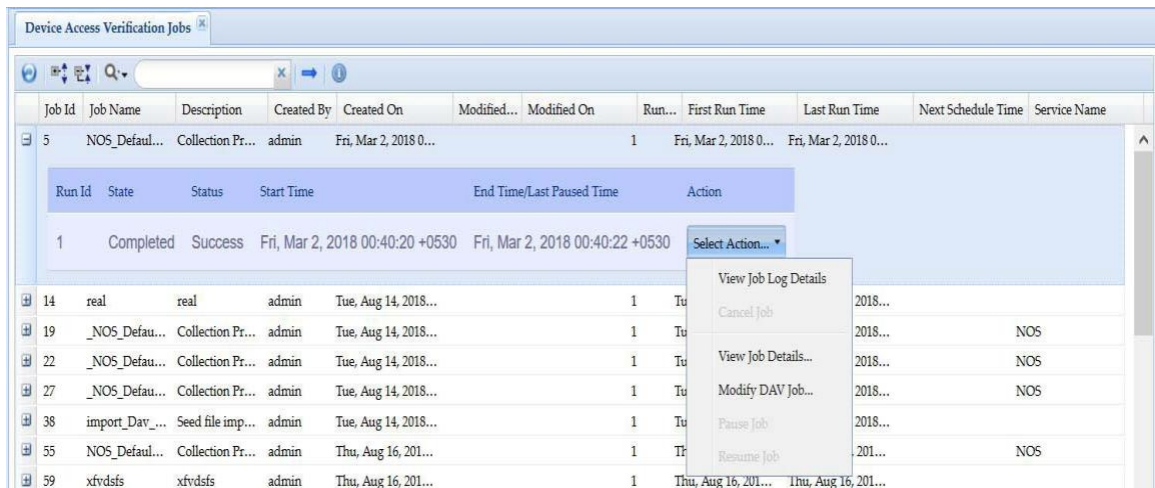 Device Access Verification Jobs
Job Id Job Name Description Created By Created On Modified... Modified On Run... First Run Time Last Run Time Next Schedule Time Service Name
5 NOS_Defaul... Collection Pr... admin Fri, Mar 2, 2018 0... 1 Fri, Mar 2, 2018 0... Fri, Mar 2, 2018 0...
Run Id State Status Start Time End Time/Last Paused Time Action
1 Completed Success Fri, Mar 2, 2018 00:40:20 +0530 Fri, Mar 2, 2018 00:40:22 +0530 Select Action...
View Job Log Details
Cancel Job
View Job Details...
Modify DAV Job...
Pause Job
Resume Job
14 real real admin Tue, Aug 14, 2018... 1 Tu 2018...
19 _NOS_Defau... Collection Pr... admin Tue, Aug 14, 2018... 1 Tu 2018... NOS
22 _NOS_Defau... Collection Pr... admin Tue, Aug 14, 2018... 1 Tu 2018... NOS
27 _NOS_Defau... Collection Pr... admin Tue, Aug 14, 2018... 1 Tu 2018... NOS
38 import_Dav_... Seed file imp... admin Tue, Aug 14, 2018... 1 Tu 2018...
55 NOS_Defaul... Collection Pr... admin Thu, Aug 16, 201... 1 Th 201... NOS
59 xfvdsfs xfvdsfs admin Thu, Aug 16, 201... 1 Thu, Aug 16, 201... Thu, Aug 16, 201...